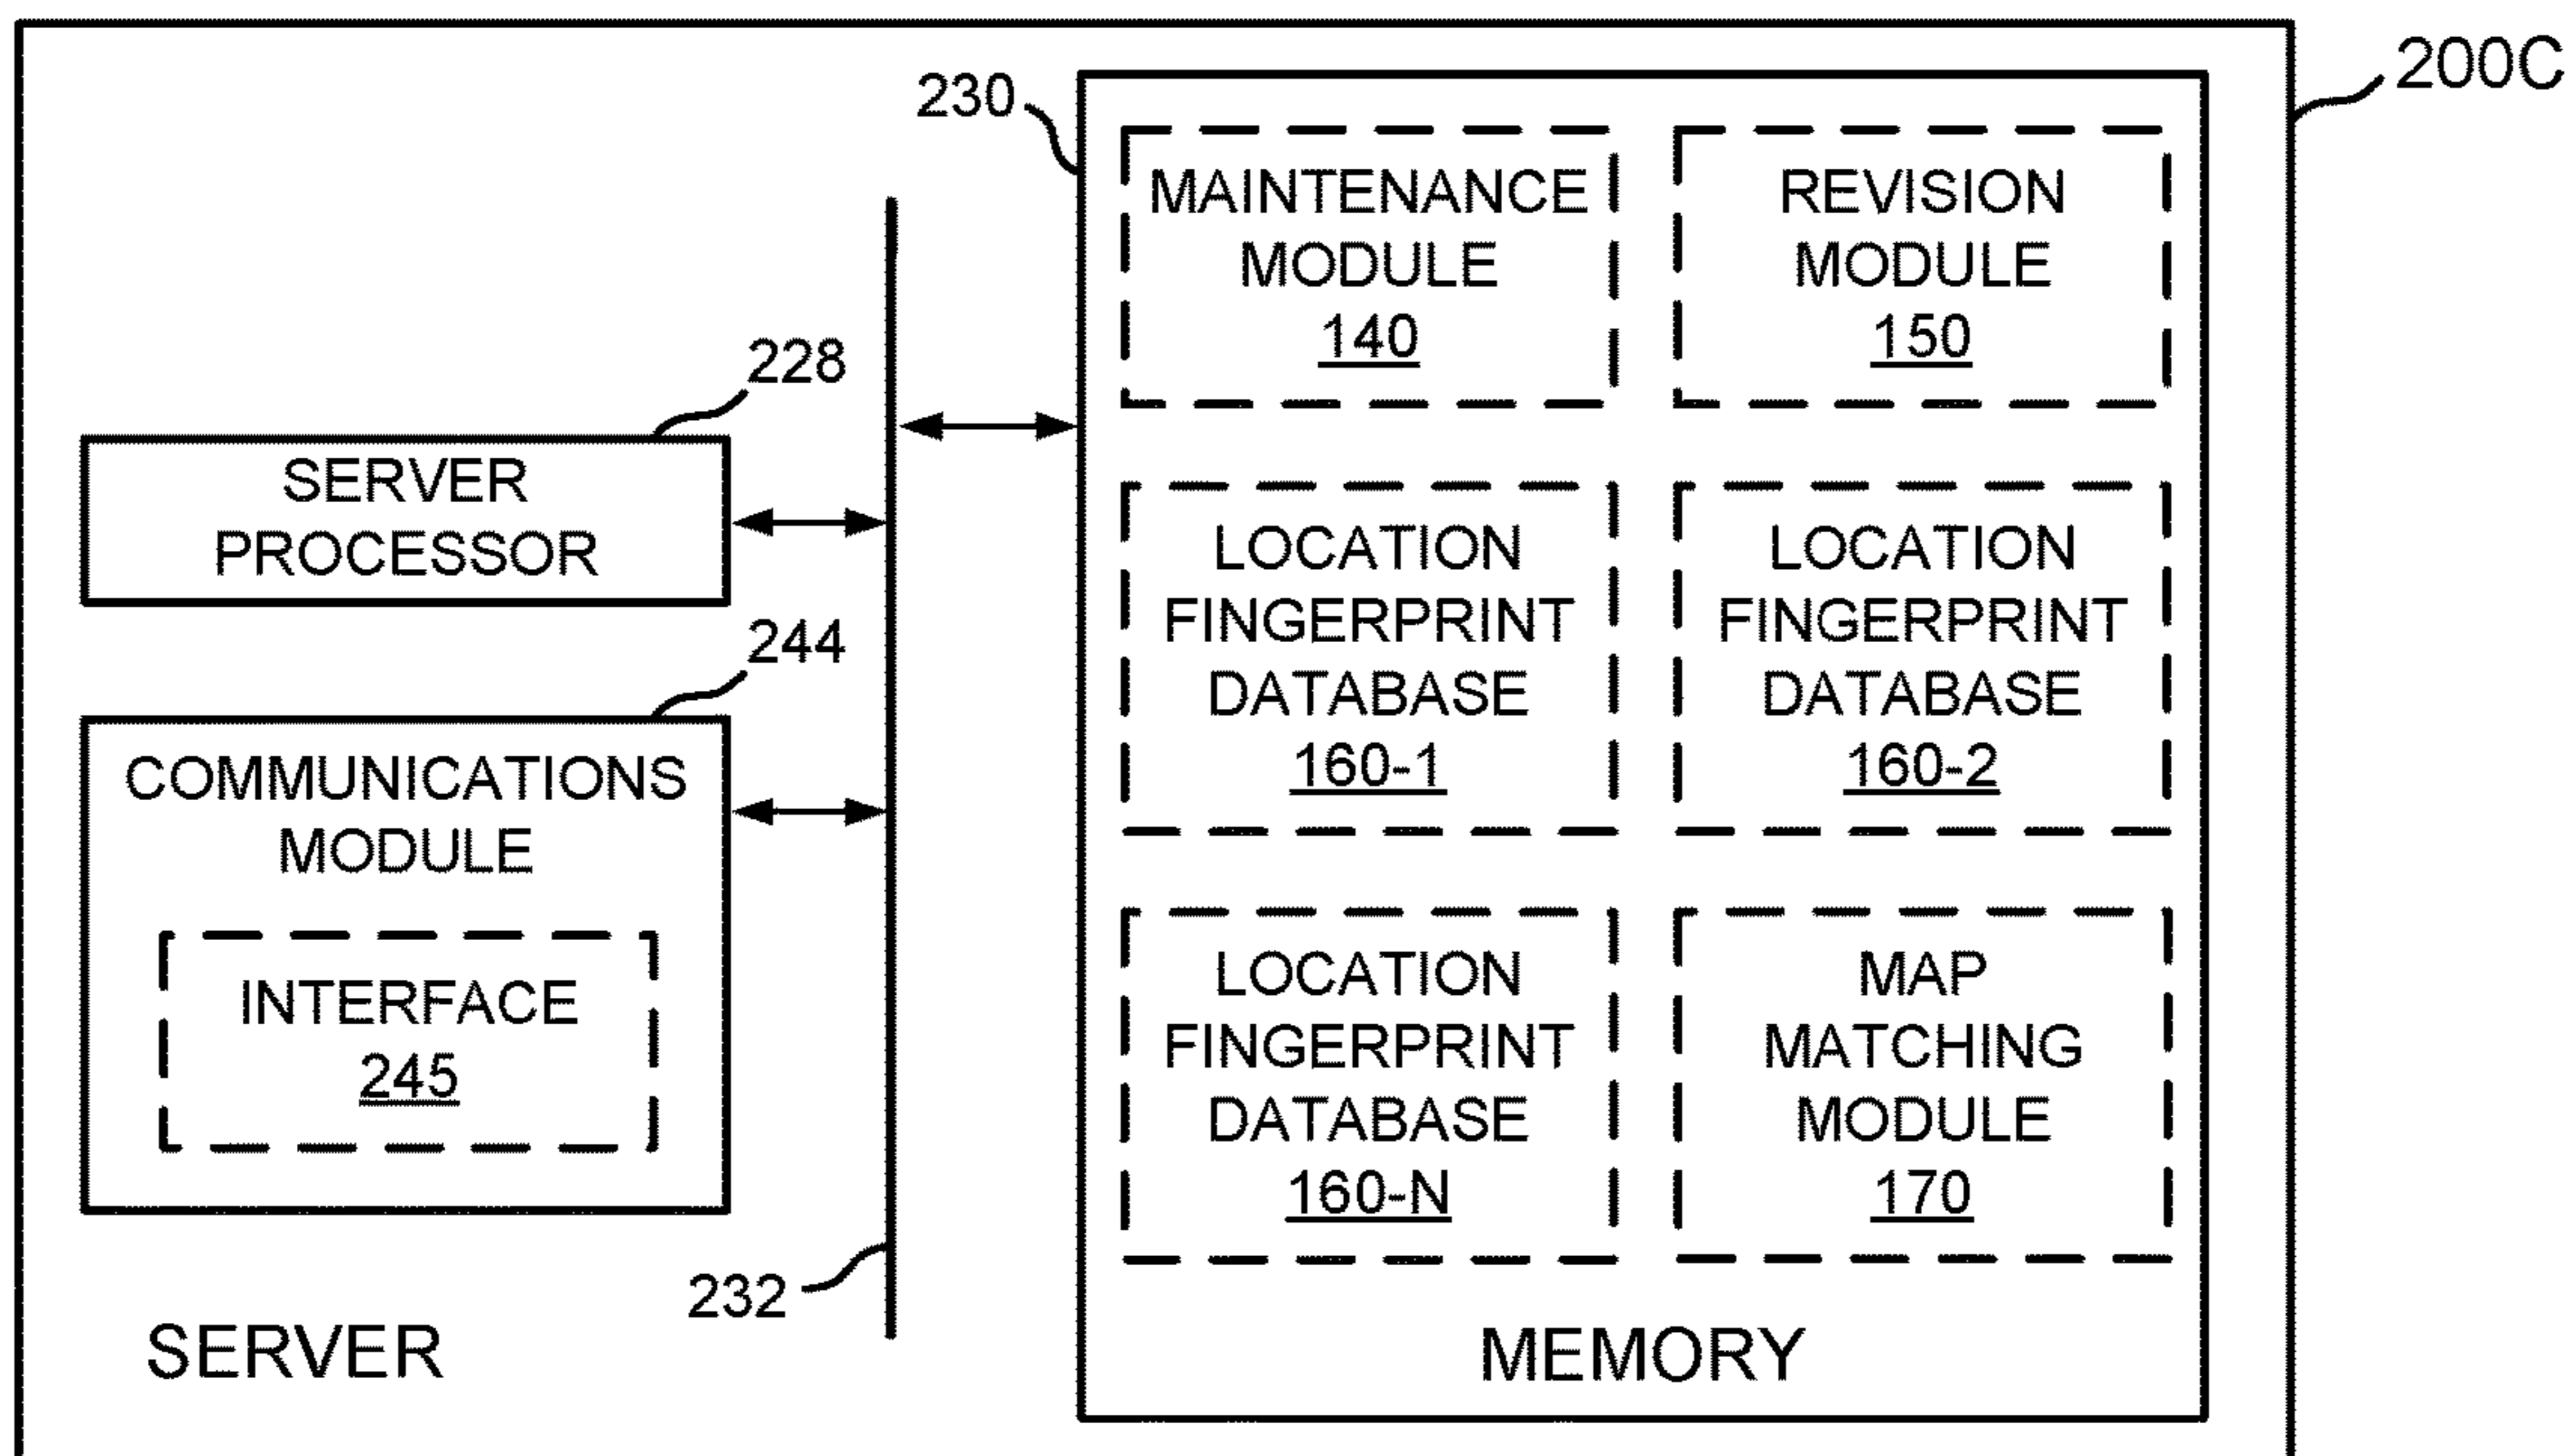 200C
230
MAINTENANCE
MODULE
140
REVISION
MODULE
150
228
SERVER
PROCESSOR
LOCATION
FINGERPRINT
DATABASE
160-1
LOCATION
FINGERPRINT
DATABASE
160-2
244
COMMUNICATIONS
MODULE
INTERFACE
245
LOCATION
FINGERPRINT
DATABASE
160-N
MAP
MATCHING
MODULE
170
232
SERVER
MEMORY